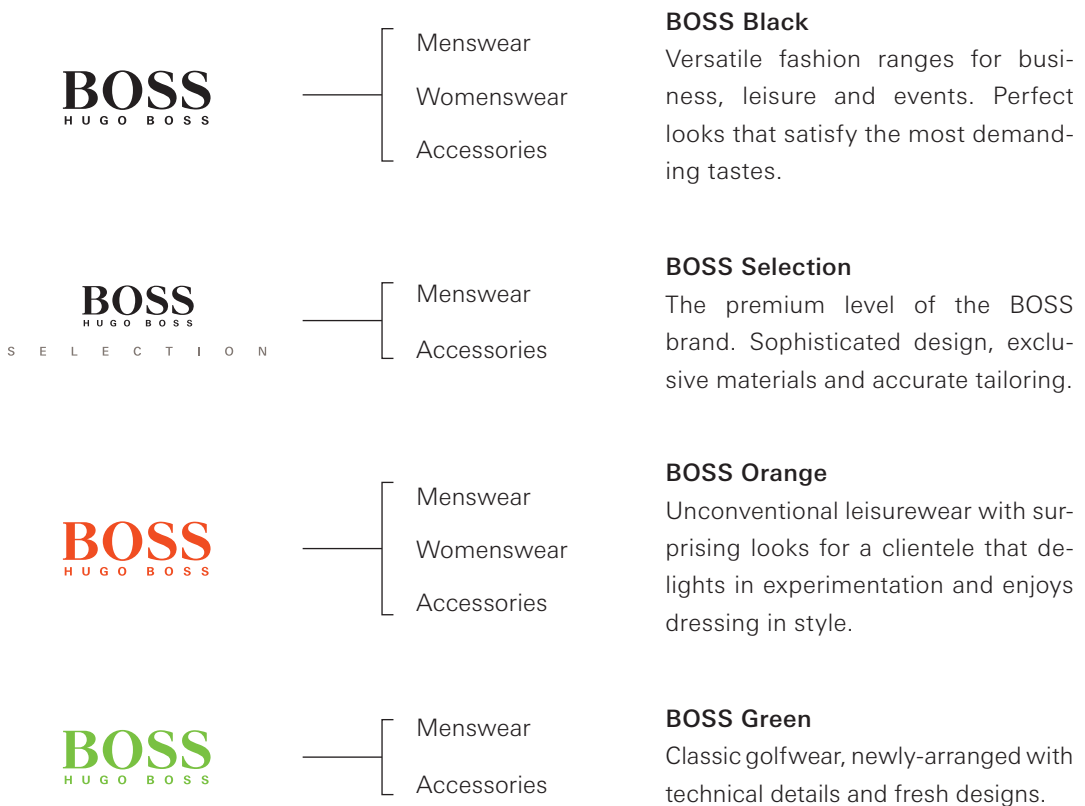 BOSS
HUGO BOSS
Menswear
Womenswear
Accessories
BOSS Black
Versatile fashion ranges for busi-
ness, leisure and events. Perfect
looks that satisfy the most demand-
ing tastes.
BOSS
HUGO BOSS
SELECTION
Menswear
Accessories
BOSS Selection
The premium level of the BOSS
brand. Sophisticated design, exclu-
sive materials and accurate tailoring.
BOSS
HUGO BOSS
Menswear
Womenswear
Accessories
BOSS Orange
Unconventional leisurewear with sur-
prising looks for a clientele that de-
lights in experimentation and enjoys
dressing in style.
BOSS
HUGO BOSS
Menswear
Accessories
BOSS Green
Classic golfwear, newly-arranged with
technical details and fresh designs.